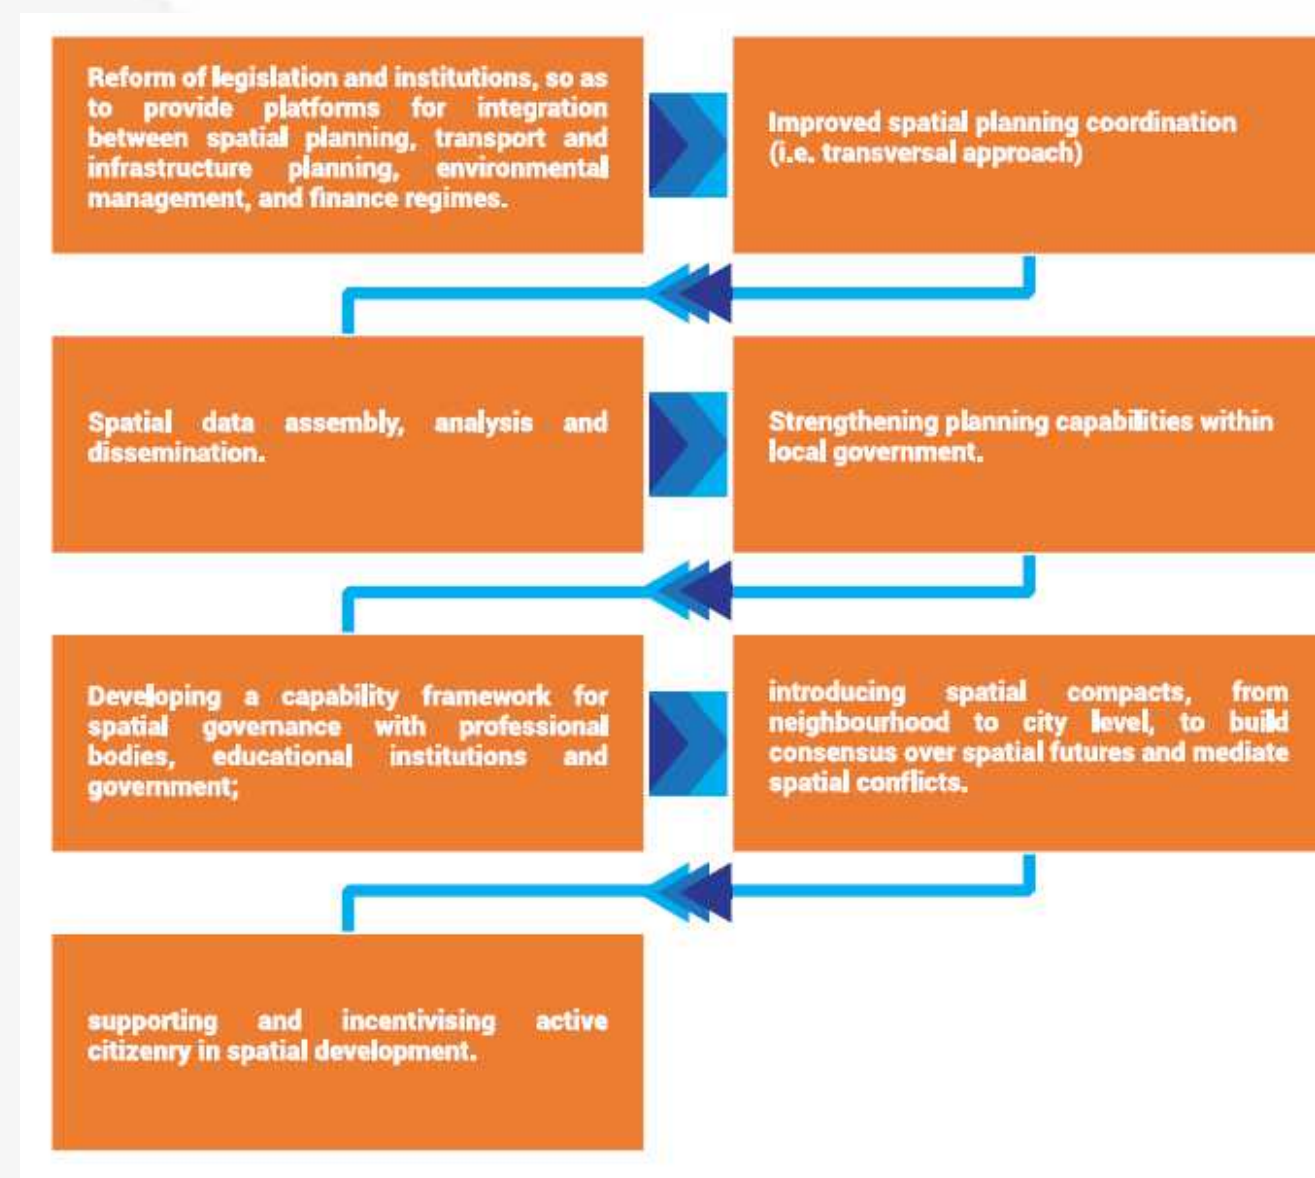 Reform of legislation and institutions, so as
to provide platforms for integration
between spatial planning, transport and
infrastructure planning, environmental
management, and finance regimes.
Improved spatial planning coordination
(i.e. transversal approach)
Spatial data assembly, analysis and
dissemination.
Strengthening planning capabilities within
local government.
Developing a capability framework for
spatial governance with professional
bodies, educational institutions and
government;
introducing spatial compacts, from
neighbourhood to city level, to build
consensus over spatial futures and mediate
spatial conflicts.
supporting and incentivising active
citizenry in spatial development.